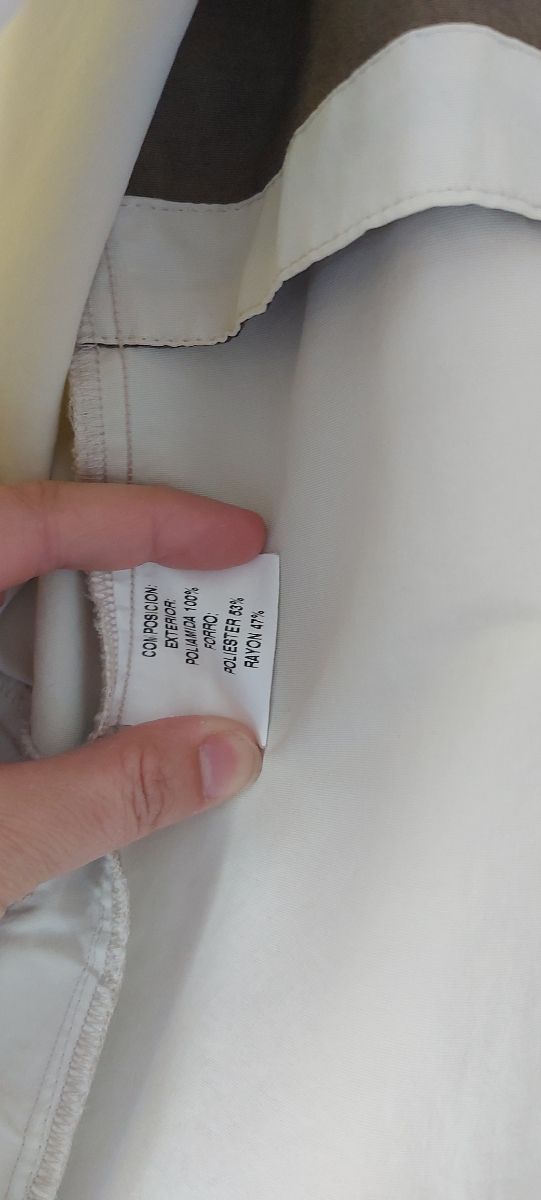 COMPOSICION:
EXTERIOR:
POLIAMIDA 100%
FORRO:
POLIESTER 53%
RAYON 47%